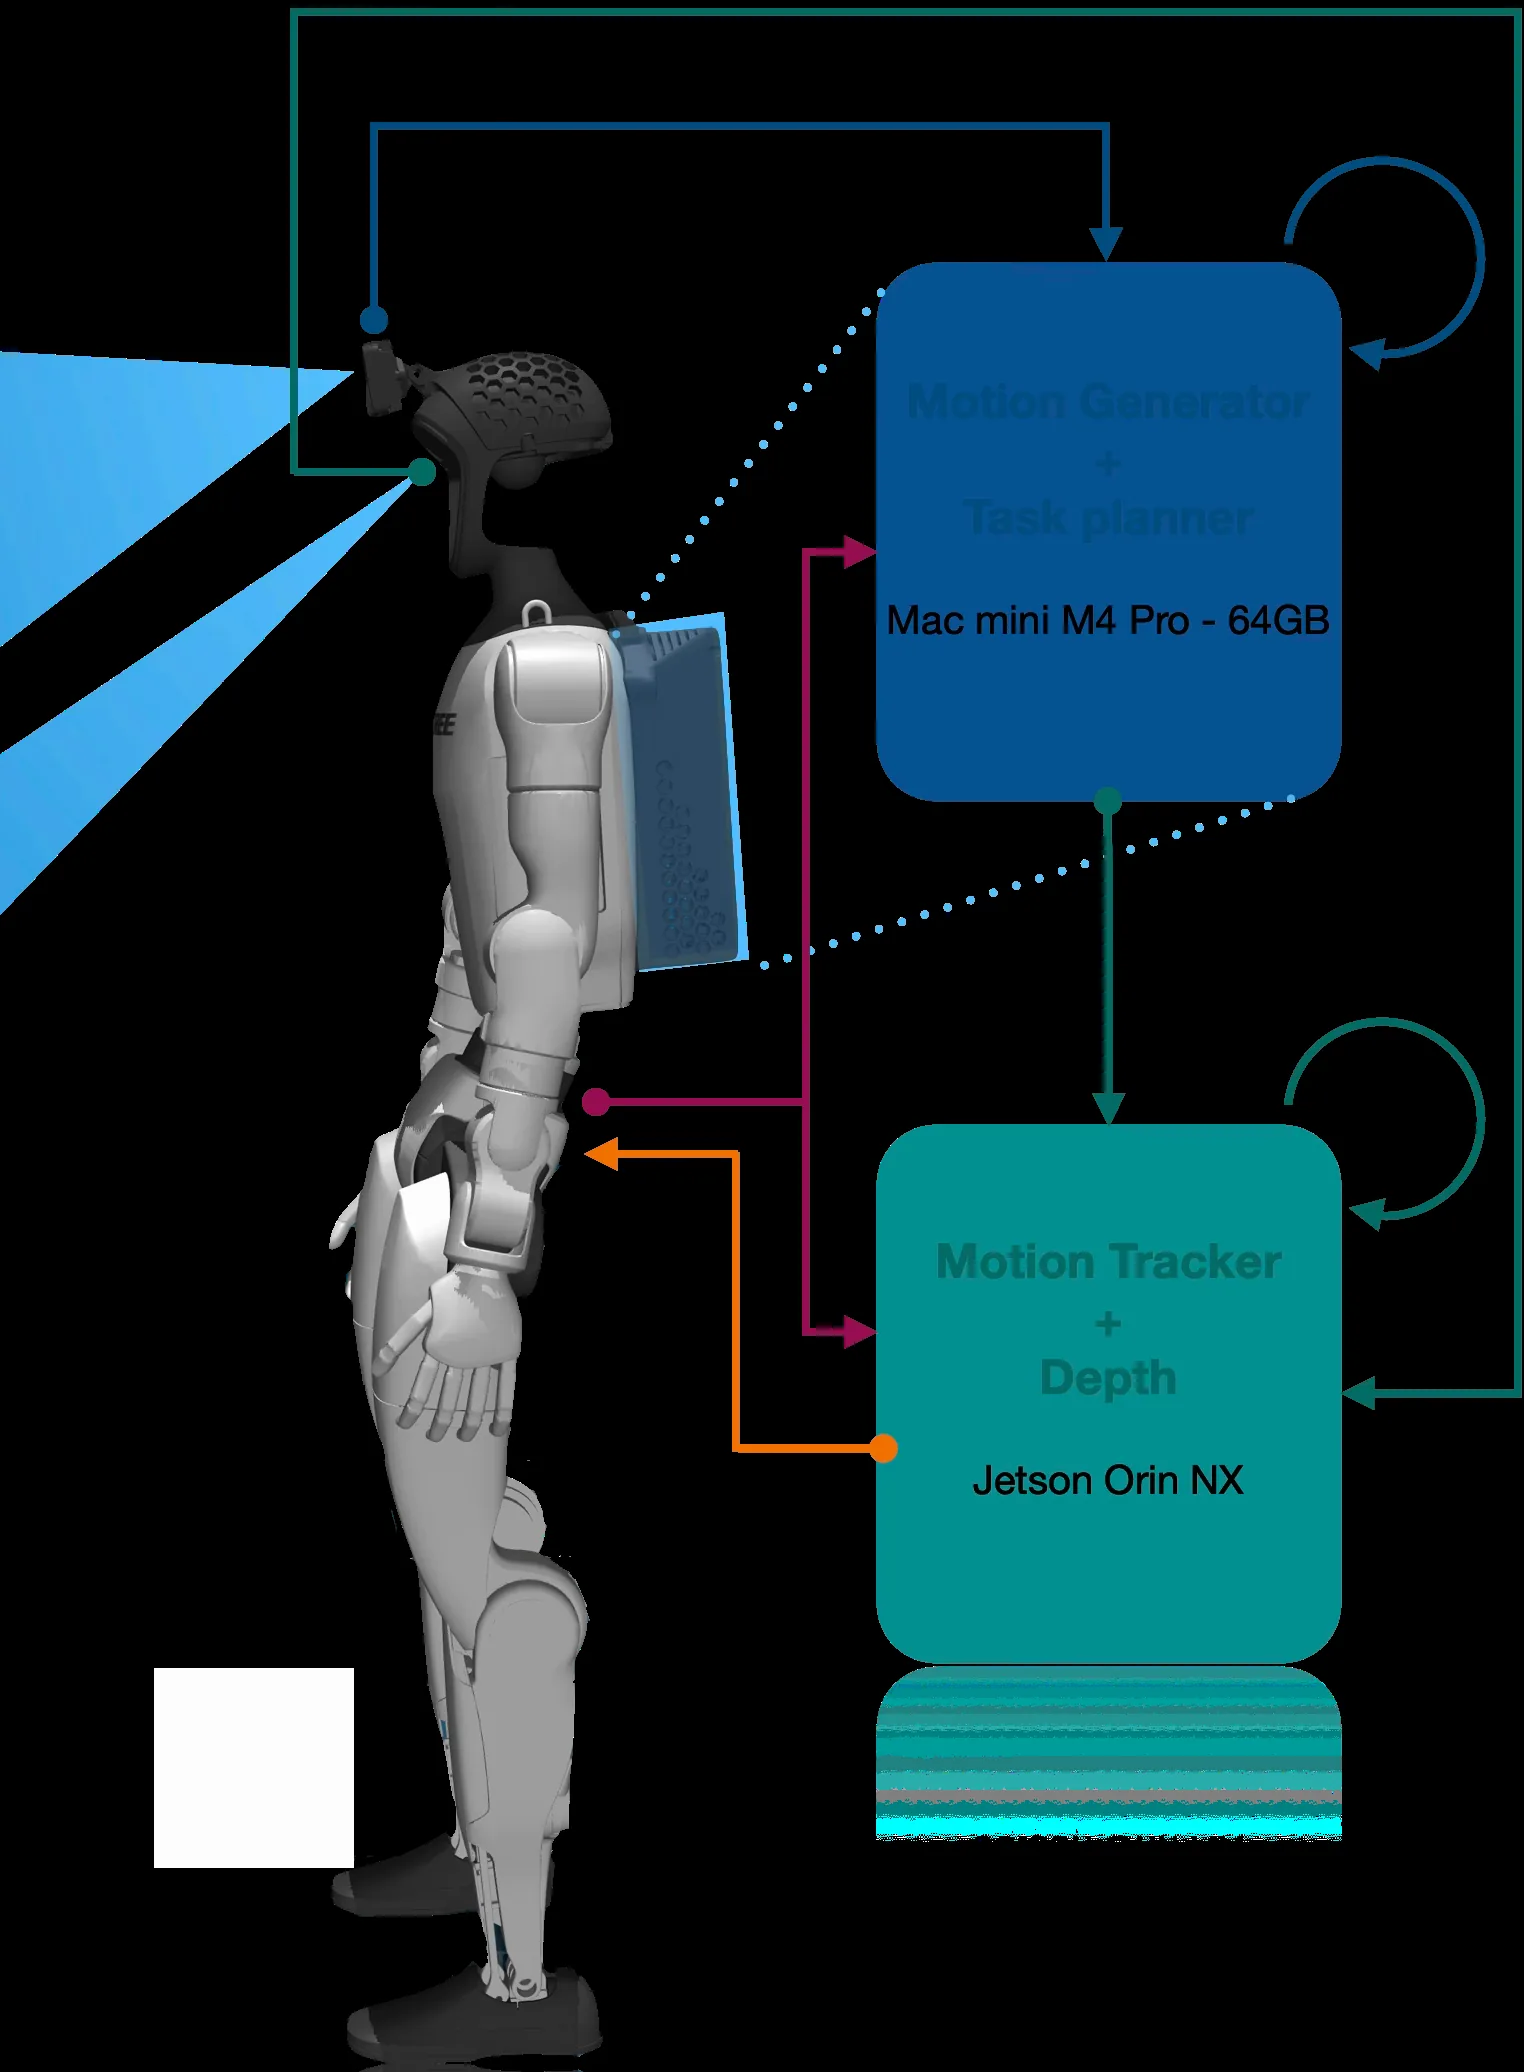 Motion Generator
+
Task planner
Mac mini M4 Pro - 64GB
Motion Tracker
+
Depth
Jetson Orin NX